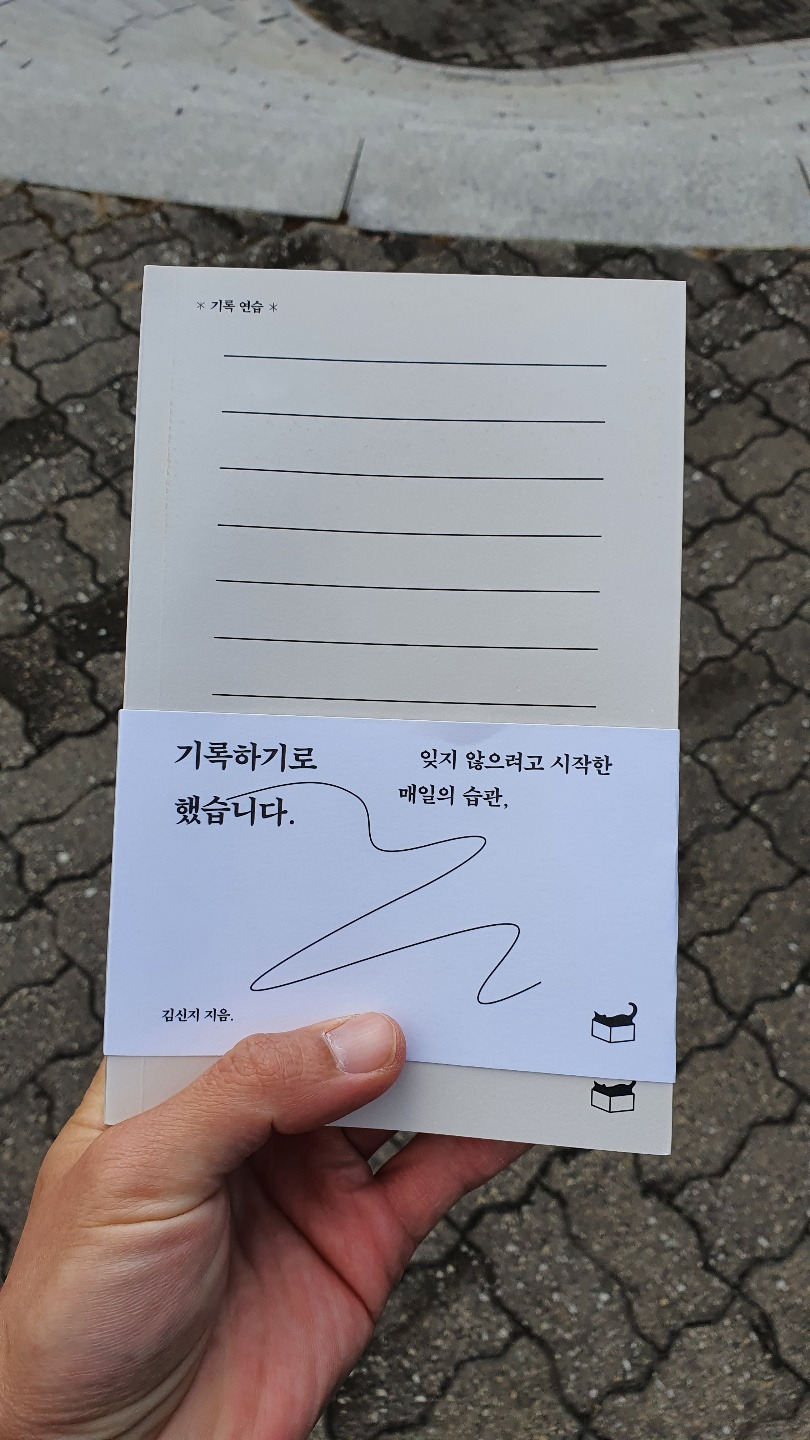 * 기록 연습 *
기록하기로
했습니다.
잊지 않으려고 시작한
매일의 습관,
김신지 지음.